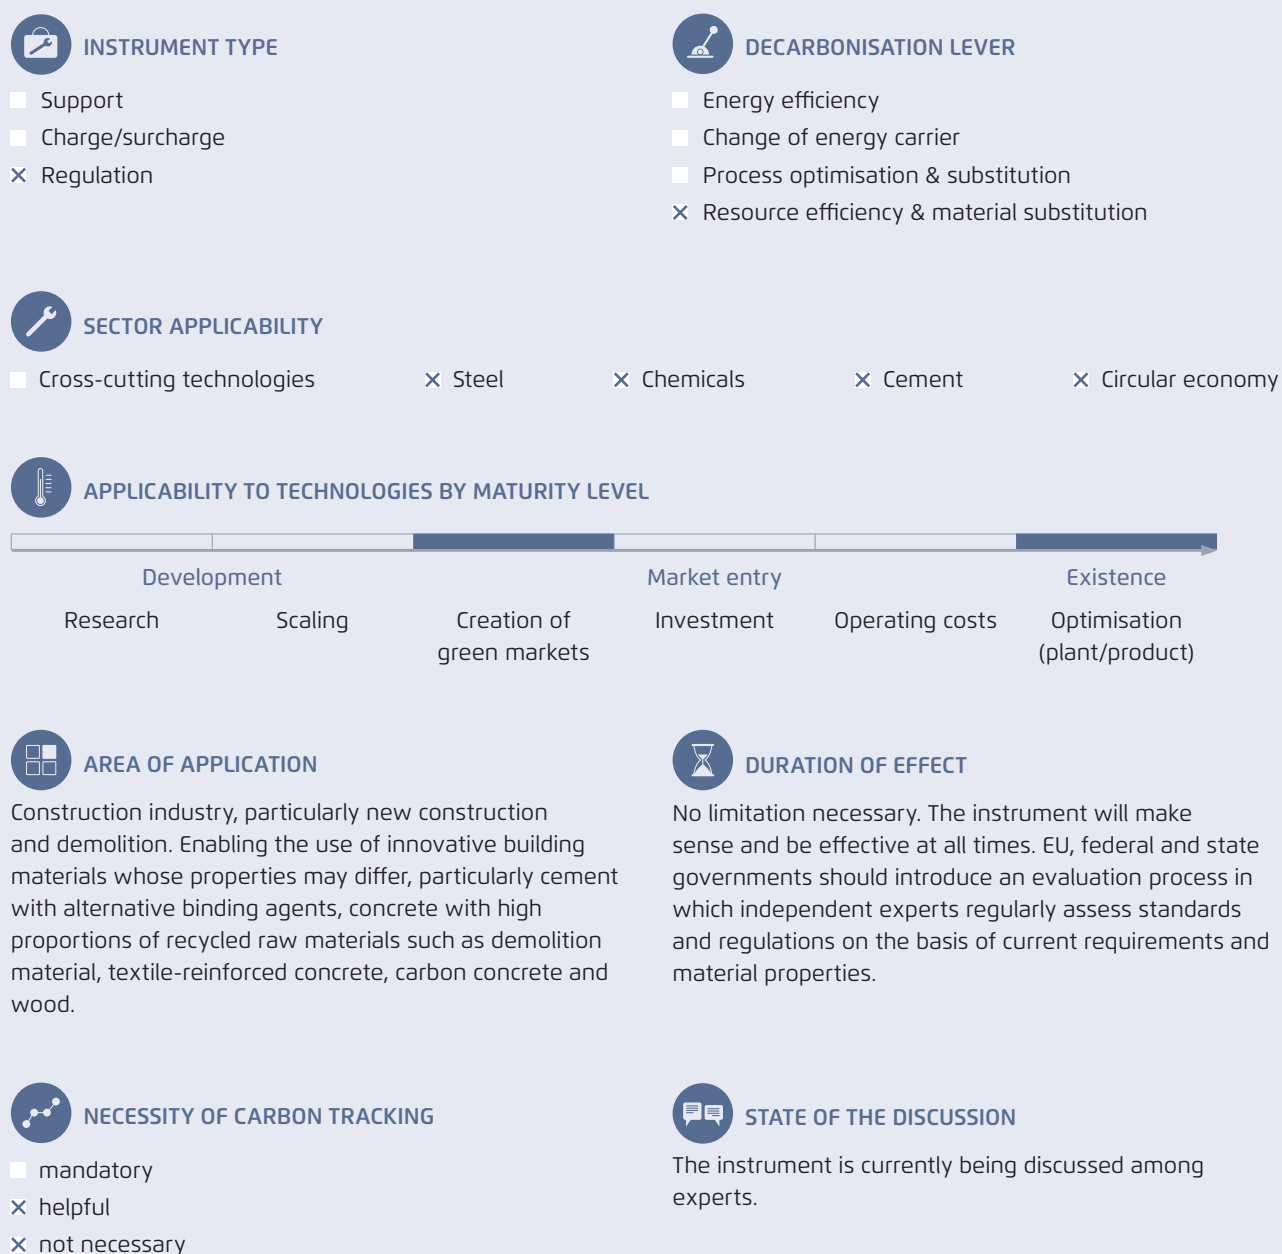 INSTRUMENT TYPE
Support
Charge/surcharge
Regulation
DECARBONISATION LEVER
Energy efficiency
Change of energy carrier
Process optimisation & substitution
Resource efficiency & material substitution
SECTOR APPLICABILITY
Cross-cutting technologies
Steel
Chemicals
Cement
Circular economy
APPLICABILITY TO TECHNOLOGIES BY MATURITY LEVEL
Development
Market entry
Existence
Research
Scaling
Creation of
green markets
Investment
Operating costs
Optimisation
(plant/product)
AREA OF APPLICATION
Construction industry, particularly new construction
and demolition. Enabling the use of innovative building
materials whose properties may differ, particularly cement
with alternative binding agents, concrete with high
proportions of recycled raw materials such as demolition
material, textile-reinforced concrete, carbon concrete and
wood.
DURATION OF EFFECT
No limitation necessary. The instrument will make
sense and be effective at all times. EU, federal and state
governments should introduce an evaluation process in
which independent experts regularly assess standards
and regulations on the basis of current requirements and
material properties.
NECESSITY OF CARBON TRACKING
mandatory
helpful
not necessary
STATE OF THE DISCUSSION
The instrument is currently being discussed among
experts.